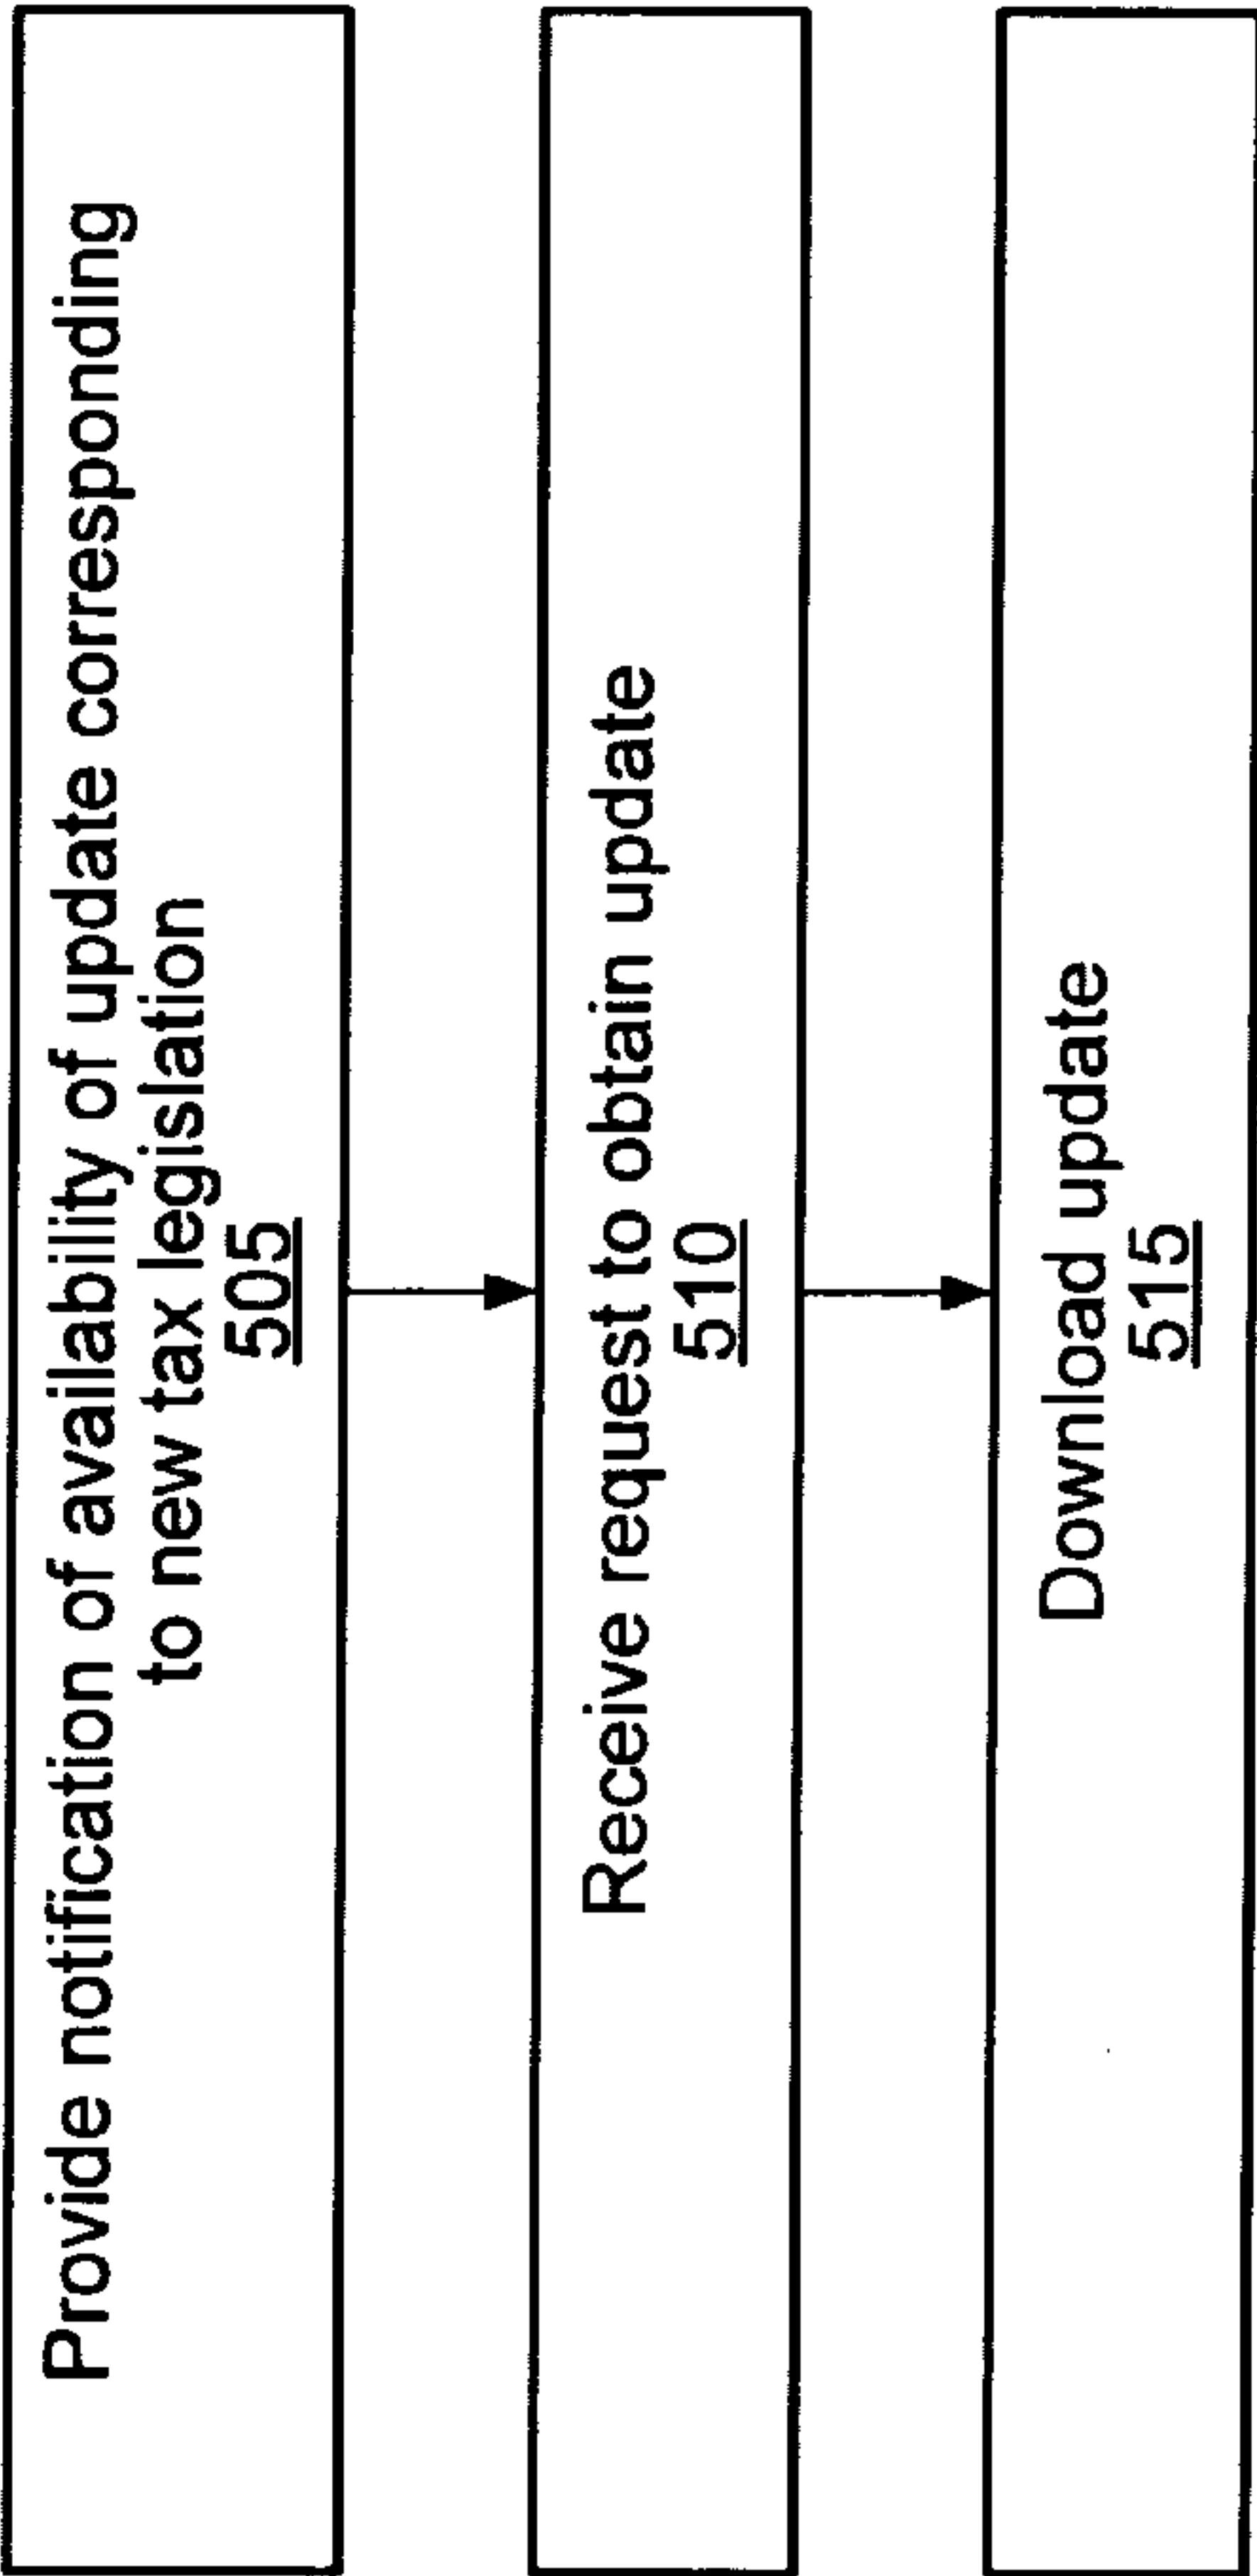 Provide notification of availability of update corresponding
to new tax legislation
505
Receive request to obtain update
510
Download update
515